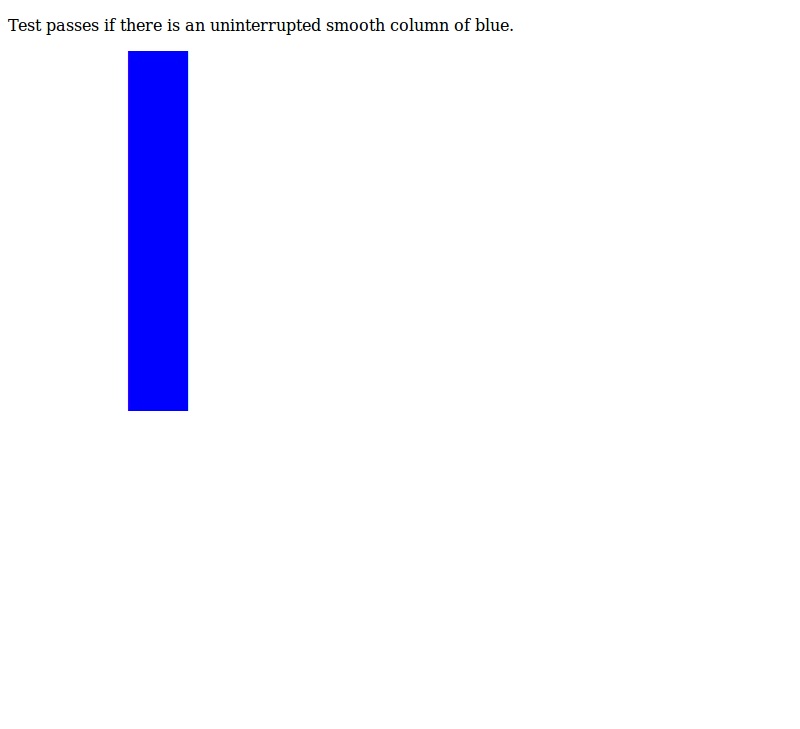 Test passes if there is an uninterrupted smooth column of blue.